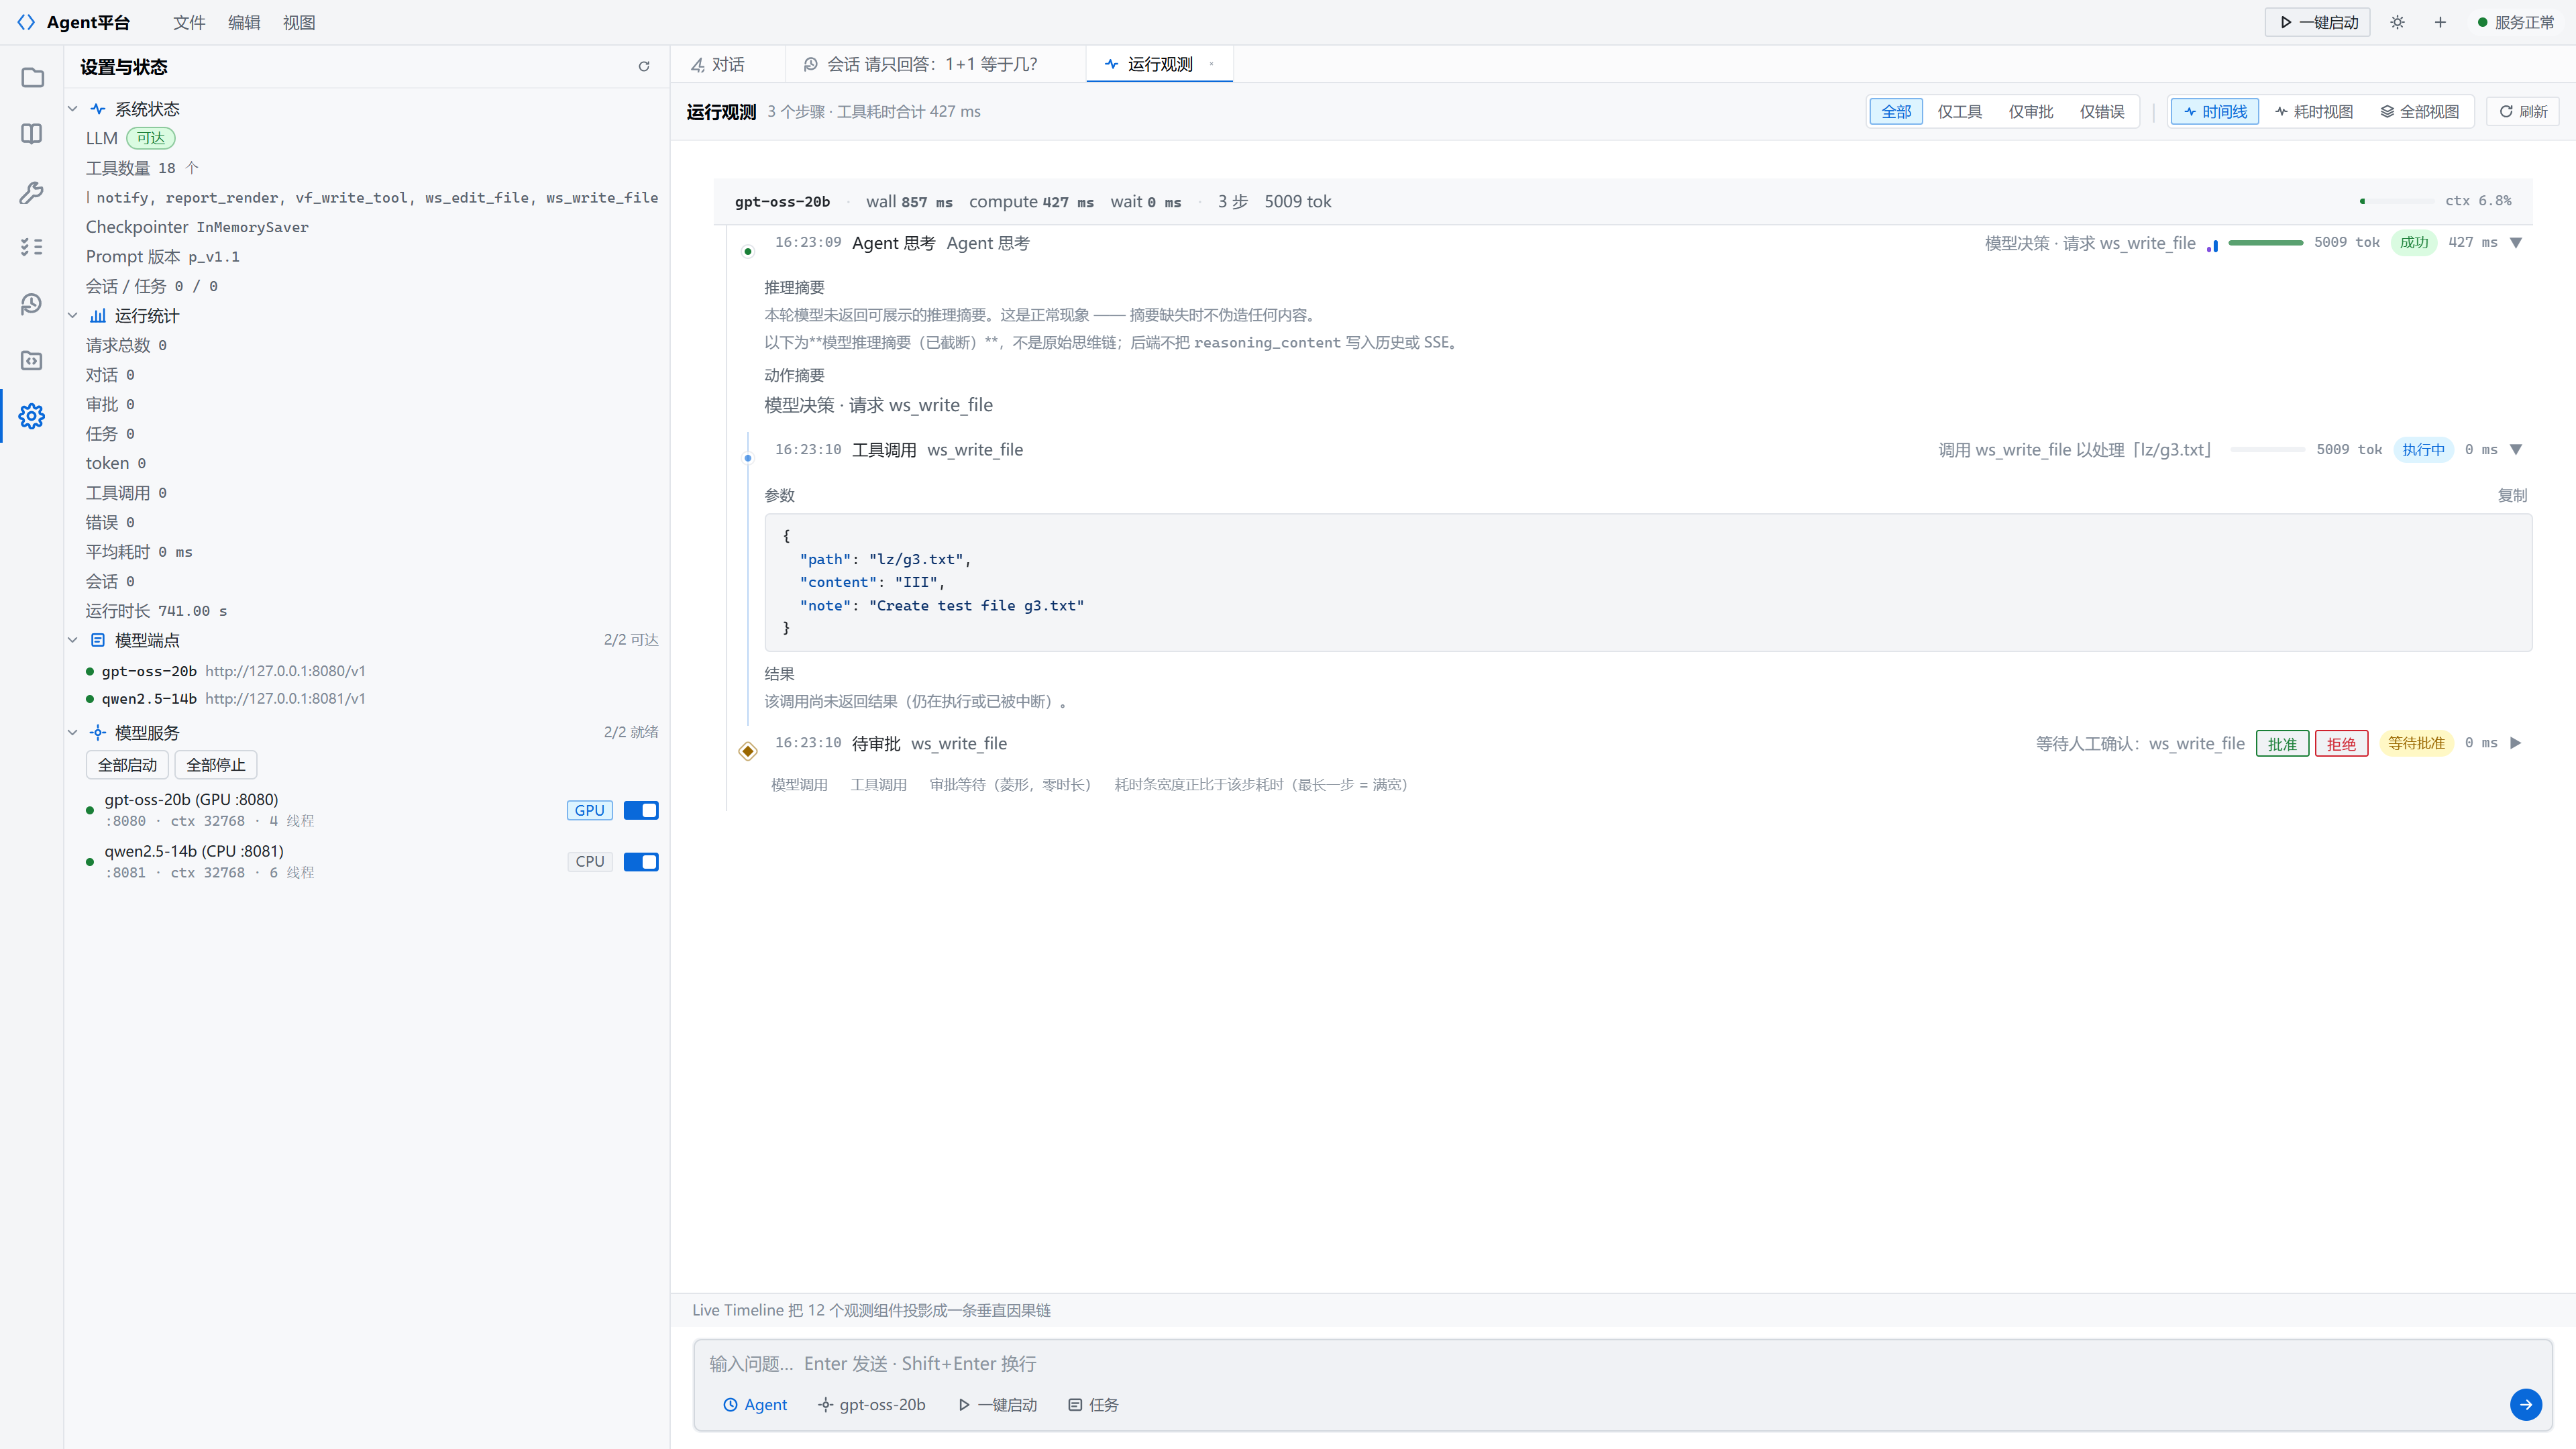 Agent平台 文件 编辑 视图 一键启动 服务正常
设置与状态
系统状态
LLM 可达
工具数量 18 个
notify, report_render, vf_write_tool, ws_edit_file, ws_write_file
Checkpointer InMemorySaver
Prompt 版本 p_v1.1
会话 / 任务 0 / 0
运行统计
请求总数 0
对话 0
审批 0
任务 0
token 0
工具调用 0
错误 0
平均耗时 0 ms
会话 0
运行时长 741.00 s
模型端点 2/2 可达
gpt-oss-20b http://127.0.0.1:8080/v1
qwen2.5-14b http://127.0.0.1:8081/v1
模型服务 2/2 就绪
全部启动 全部停止
gpt-oss-20b (GPU :8080) GPU
:8080 · ctx 32768 · 4 线程
qwen2.5-14b (CPU :8081) CPU
:8081 · ctx 32768 · 6 线程
对话 会话 请只回答：1+1 等于几？ 运行观测
运行观测 3 个步骤 · 工具耗时合计 427 ms 全部 仅工具 仅审批 仅错误 时间线 耗时视图 全部视图 刷新
gpt-oss-20b · wall 857 ms compute 427 ms wait 0 ms · 3 步 5009 tok ctx 6.8%
16:23:09 Agent 思考 Agent 思考 模型决策 · 请求 ws_write_file 5009 tok 成功 427 ms
推理摘要
本轮模型未返回可展示的推理摘要。这是正常现象 —— 摘要缺失时不伪造任何内容。
以下为**模型推理摘要（已截断）**，不是原始思维链；后端不把 reasoning_content 写入历史或 SSE。
动作摘要
模型决策 · 请求 ws_write_file
16:23:10 工具调用 ws_write_file 调用 ws_write_file 以处理「lz/g3.txt」 5009 tok 执行中 0 ms
参数 复制
{
"path": "lz/g3.txt",
"content": "III",
"note": "Create test file g3.txt"
}
结果
该调用尚未返回结果（仍在执行或已被中断）。
16:23:10 待审批 ws_write_file 等待人工确认：ws_write_file 批准 拒绝 等待批准 0 ms
模型调用 工具调用 审批等待（菱形，零时长） 耗时条宽度正比于该步耗时（最长一步 = 满宽）
Live Timeline 把 12 个观测组件投影成一条垂直因果链
输入问题... Enter 发送 · Shift+Enter 换行
Agent gpt-oss-20b 一键启动 任务